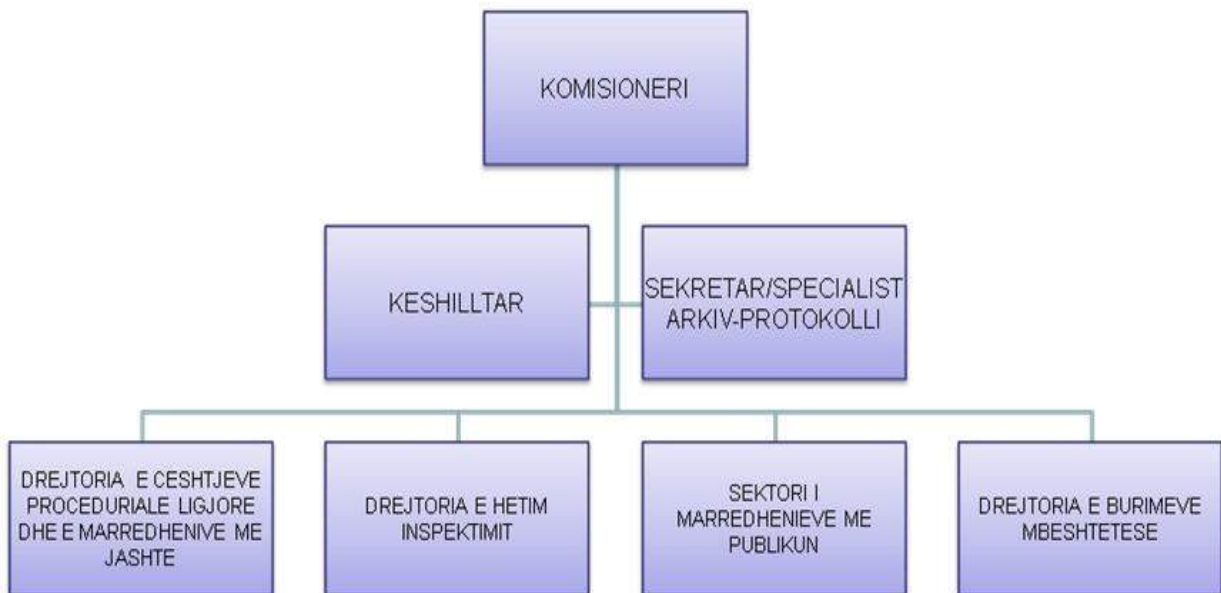 KOMISIONERI
KESHILLTAR
SEKRETAR/SPECIALIST
ARKIV-PROTOKOLLI
DREJTORIA E CESHTJEVE
PROCEDURIALE LIGJORE
DHE E MARREDHENIVE ME
JASHTE
DREJTORIA E HETIM
INSPEKTIMIT
SEKTORI I
MARREDHENIEVE ME
PUBLIKUN
DREJTORIA E BURIMEVE
MBESHTETESE